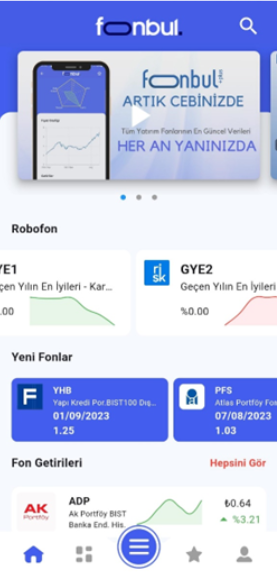 fonbul.
fonbul
ARTIK CEBİNİZDE
Tüm Yatırım Fonlarının En Güncel Verileri
HER AN YANINIZDA
Robofon
YE1
çen Yılın En İyileri - Kar...
.00
risk
GYE2
Geçen Yılın En İyileri
%0.00
Yeni Fonlar
F
YHB
Yapı Kredi Por.BIST100 Dış...
01/09/2023
1.25
PFS
Atlas Portföy Fon
07/08/2023
1.03
Fon Getirileri
Hepsini Gör
AK
Portföy
ADP
Ak Portföy BIST
Banka End. His.
₺0.64
%3.21